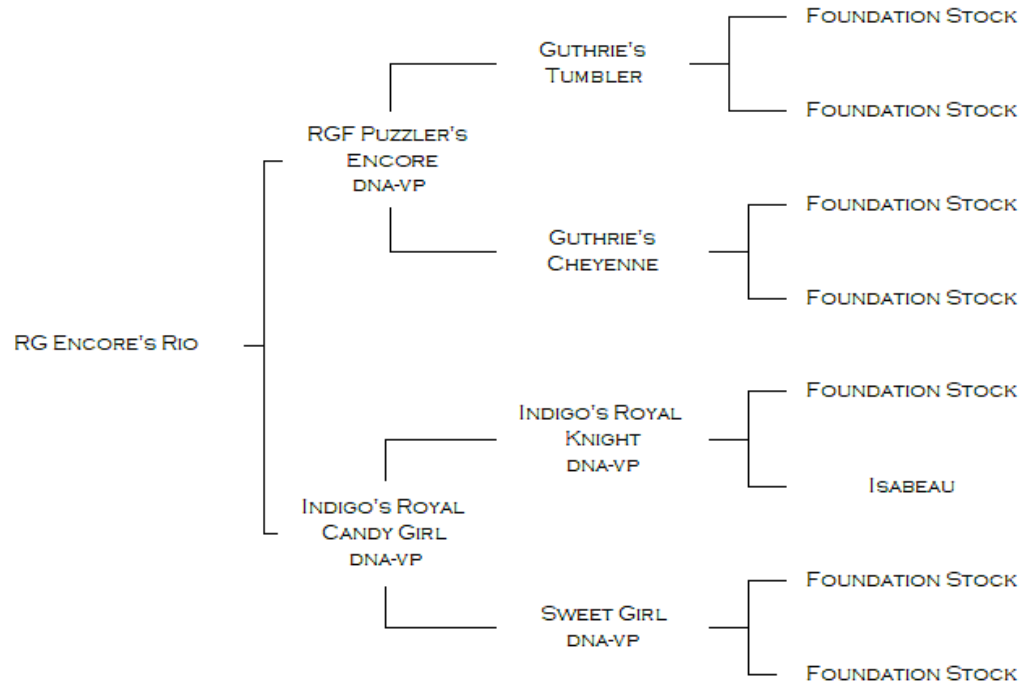 Foundation Stock
Guthrie's
Tumbler
Foundation Stock
RGF Puzzler's
Encore
DNA-VP
Foundation Stock
Guthrie's
Cheyenne
Foundation Stock
RG Encore's Rio
Foundation Stock
Indigo's Royal
Knight
DNA-VP
Isabeau
Indigo's Royal
Candy Girl
DNA-VP
Foundation Stock
Sweet Girl
DNA-VP
Foundation Stock